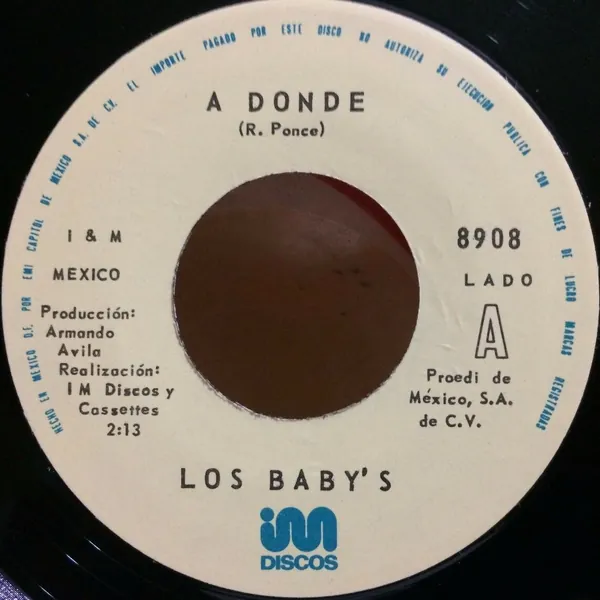 HECHO EN MEXICO D.F. POR EMI CAPITOL DE MEXICO S.A. DE C.V. EL IMPORTE PAGADO POR ESTE DISCO NO AUTORIZA SU EJECUCION PUBLICA CON FINES DE LUCRO MARCAS REGISTRADAS
A DONDE
(R. Ponce)
I & M
MEXICO
Producción:
Armando
Avila
Realización:
I M Discos y
Cassettes
2:13
8908
LADO
A
Proedi de
México, S.A.
de C.V.
LOS BABY'S
im
DISCOS